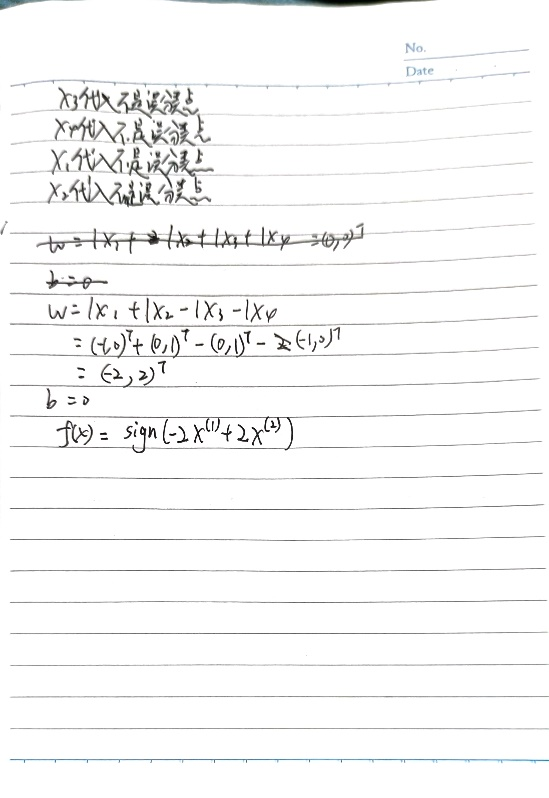 No.
Date
x3代入不是误分类点
x4代入不是误分类点
x1代入不是误分类点
x2代入不是误分类点
w = 1x1 + 1x2 + 1x3 + 1x4 = (0,0)^T
b = 0
w = 1x1 + 1x2 - 1x3 - 1x4
= (-1,0)^T + (0,1)^T - (0,1)^T - (-1,0)^T
= (-2, 2)^T
b = 0
f(x) = sign(-2x^(1) + 2x^(2))